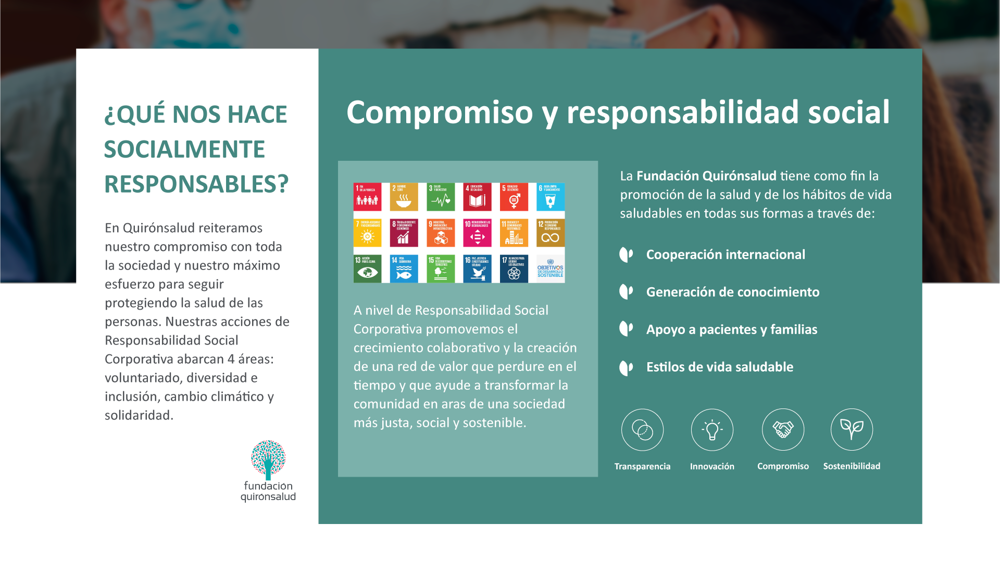 ¿QUÉ NOS HACE
SOCIALMENTE
RESPONSABLES?
En Quirónsalud reiteramos
nuestro compromiso con toda
la sociedad y nuestro máximo
esfuerzo para seguir
protegiendo la salud de las
personas. Nuestras acciones de
Responsabilidad Social
Corporativa abarcan 4 áreas:
voluntariado, diversidad e
inclusión, cambio climático y
solidaridad.
fundación
quirónsalud
Compromiso y responsabilidad social
1 FIN
DE LA POBREZA
2 HAMBRE
CERO
3 SALUD
Y BIENESTAR
4 EDUCACIÓN
DE CALIDAD
5 IGUALDAD
DE GÉNERO
6 AGUA LIMPIA
Y SANEAMIENTO
7 ENERGÍA ASEQUIBLE
Y NO CONTAMINANTE
8 TRABAJO DECENTE
Y CRECIMIENTO
ECONÓMICO
9 INDUSTRIA,
INNOVACIÓN E
INFRAESTRUCTURA
10 REDUCCIÓN DE LAS
DESIGUALDADES
11 CIUDADES Y
COMUNIDADES
SOSTENIBLES
12 PRODUCCIÓN
Y CONSUMO
RESPONSABLES
13 ACCIÓN
POR EL CLIMA
14 VIDA
SUBMARINA
15 VIDA
DE ECOSISTEMAS
TERRESTRES
16 PAZ, JUSTICIA
E INSTITUCIONES
SÓLIDAS
17 ALIANZAS PARA
LOGRAR
LOS OBJETIVOS
OBJETIVOS
DE DESARROLLO
SOSTENIBLE
A nivel de Responsabilidad Social
Corporativa promovemos el
crecimiento colaborativo y la creación
de una red de valor que perdure en el
tiempo y que ayude a transformar la
comunidad en aras de una sociedad
más justa, social y sostenible.
La Fundación Quirónsalud tiene como fin la
promoción de la salud y de los hábitos de vida
saludables en todas sus formas a través de:
Cooperación internacional
Generación de conocimiento
Apoyo a pacientes y familias
Estilos de vida saludable
Transparencia
Innovación
Compromiso
Sostenibilidad